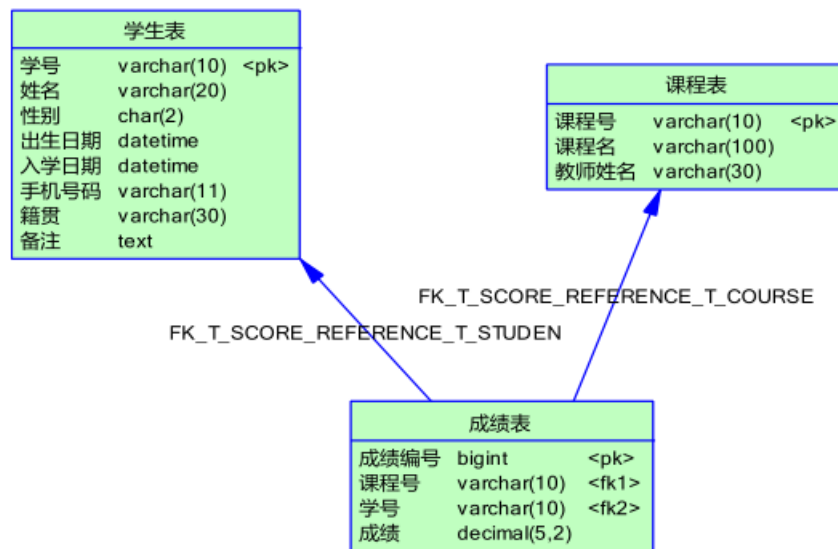 学生表
学号 varchar(10) <pk>
姓名 varchar(20)
性别 char(2)
出生日期 datetime
入学日期 datetime
手机号码 varchar(11)
籍贯 varchar(30)
备注 text
课程表
课程号 varchar(10) <pk>
课程名 varchar(100)
教师姓名 varchar(30)
FK_T_SCORE_REFERENCE_T_COURSE
FK_T_SCORE_REFERENCE_T_STUDEN
成绩表
成绩编号 bigint <pk>
课程号 varchar(10) <fk1>
学号 varchar(10) <fk2>
成绩 decimal(5,2)